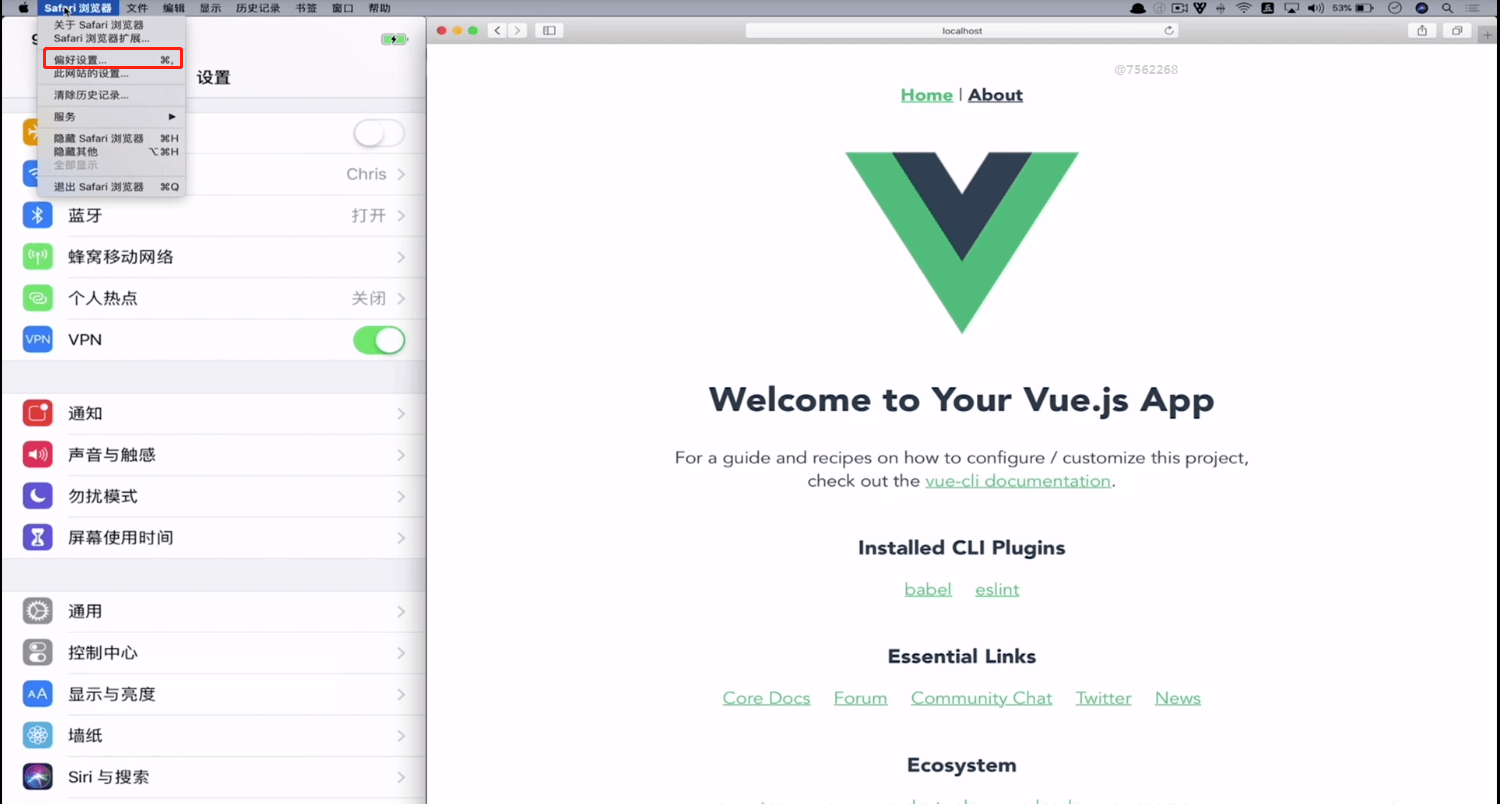 Safari 浏览器 文件 编辑 显示 历史记录 书签 窗口 帮助
53%
关于 Safari 浏览器
Safari 浏览器扩展...
偏好设置... ⌘,
此网站的设置...
清除历史记录...
服务 ▶
隐藏 Safari 浏览器 ⌘H
隐藏其他 ⌥⌘H
全部显示
退出 Safari 浏览器 ⌘Q
设置
Chris
蓝牙 打开
蜂窝移动网络
个人热点 关闭
VPN VPN
通知
声音与触感
勿扰模式
屏幕使用时间
通用
控制中心
AA 显示与亮度
墙纸
Siri 与搜索
localhost
@7562268
Home | About
Welcome to Your Vue.js App
For a guide and recipes on how to configure / customize this project,
check out the vue-cli documentation.
Installed CLI Plugins
babel eslint
Essential Links
Core Docs Forum Community Chat Twitter News
Ecosystem